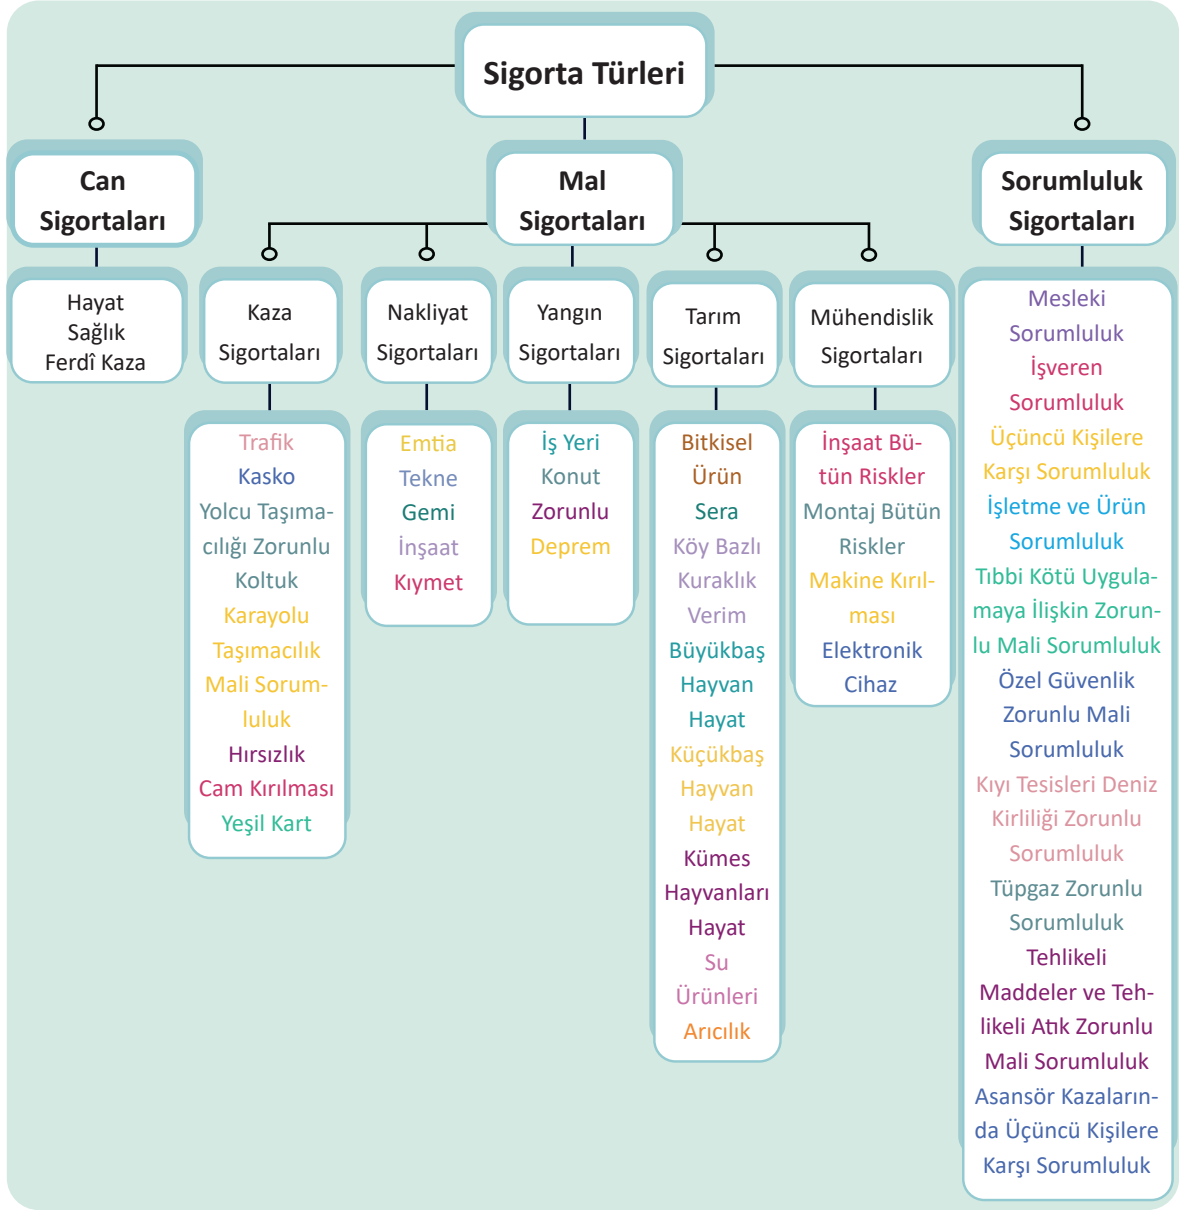 Sigorta Türleri
Can
Sigortaları
Hayat
Sağlık
Ferdî Kaza
Mal
Sigortaları
Kaza
Sigortaları
Trafik
Kasko
Yolcu Taşıma-
cılığı Zorunlu
Koltuk
Karayolu
Taşımacılık
Mali Sorum-
luluk
Hırsızlık
Cam Kırılması
Yeşil Kart
Nakliyat
Sigortaları
Emtia
Tekne
Gemi
İnşaat
Kıymet
Yangın
Sigortaları
İş Yeri
Konut
Zorunlu
Deprem
Tarım
Sigortaları
Bitkisel
Ürün
Sera
Köy Bazlı
Kuraklık
Verim
Büyükbaş
Hayvan
Hayat
Küçükbaş
Hayvan
Hayat
Kümes
Hayvanları
Hayat
Su
Ürünleri
Arıcılık
Mühendislik
Sigortaları
İnşaat Bü-
tün Riskler
Montaj Bütün
Riskler
Makine Kırıl-
ması
Elektronik
Cihaz
Sorumluluk
Sigortaları
Mesleki
Sorumluluk
İşveren
Sorumluluk
Üçüncü Kişilere
Karşı Sorumluluk
İşletme ve Ürün
Sorumluluk
Tıbbi Kötü Uygula-
maya İlişkin Zorun-
lu Mali Sorumluluk
Özel Güvenlik
Zorunlu Mali
Sorumluluk
Kıyı Tesisleri Deniz
Kirliliği Zorunlu
Sorumluluk
Tüpgaz Zorunlu
Sorumluluk
Tehlikeli
Maddeler ve Teh-
likeli Atık Zorunlu
Mali Sorumluluk
Asansör Kazaların-
da Üçüncü Kişilere
Karşı Sorumluluk